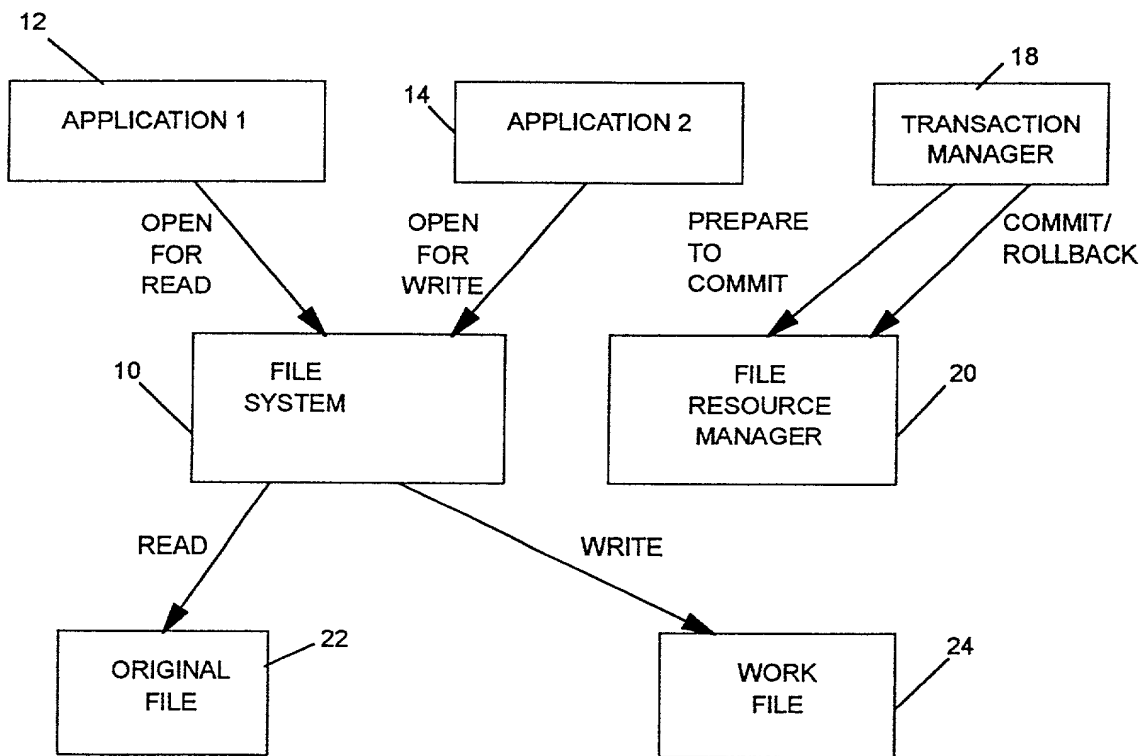 12
APPLICATION 1
14
APPLICATION 2
18
TRANSACTION
MANAGER
OPEN
FOR
READ
OPEN
FOR
WRITE
PREPARE
TO
COMMIT
COMMIT/
ROLLBACK
10
FILE
SYSTEM
FILE
RESOURCE
MANAGER
20
READ
WRITE
ORIGINAL
FILE
22
WORK
FILE
24